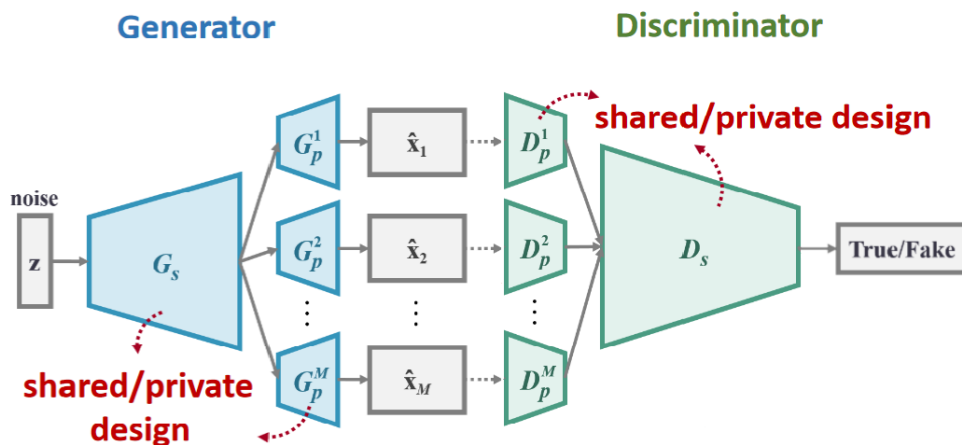 Generator
Discriminator
noise
z
G_s
G_p^1
G_p^2
⋮
G_p^M
x̂_1
x̂_2
⋮
x̂_M
D_p^1
D_p^2
⋮
D_p^M
D_s
True/Fake
shared/private design
shared/private
design